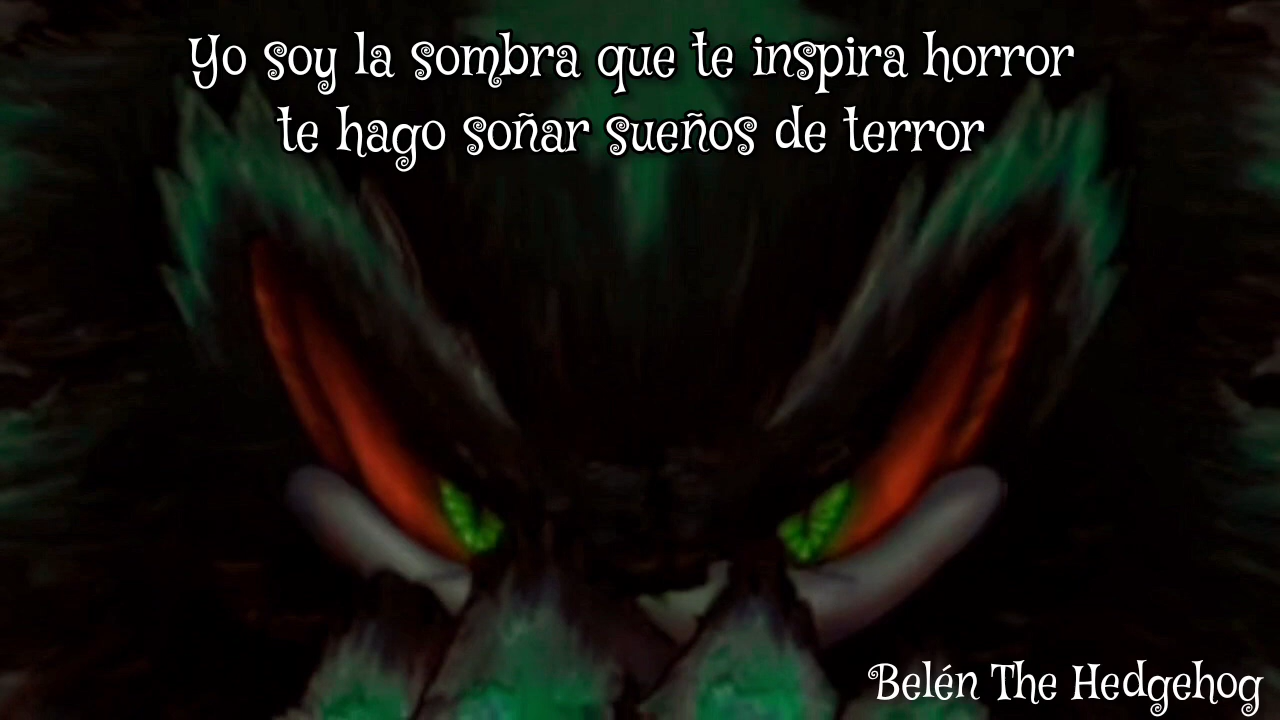 Yo soy la sombra que te inspira horror
te hago soñar sueños de terror
Belén The Hedgehog